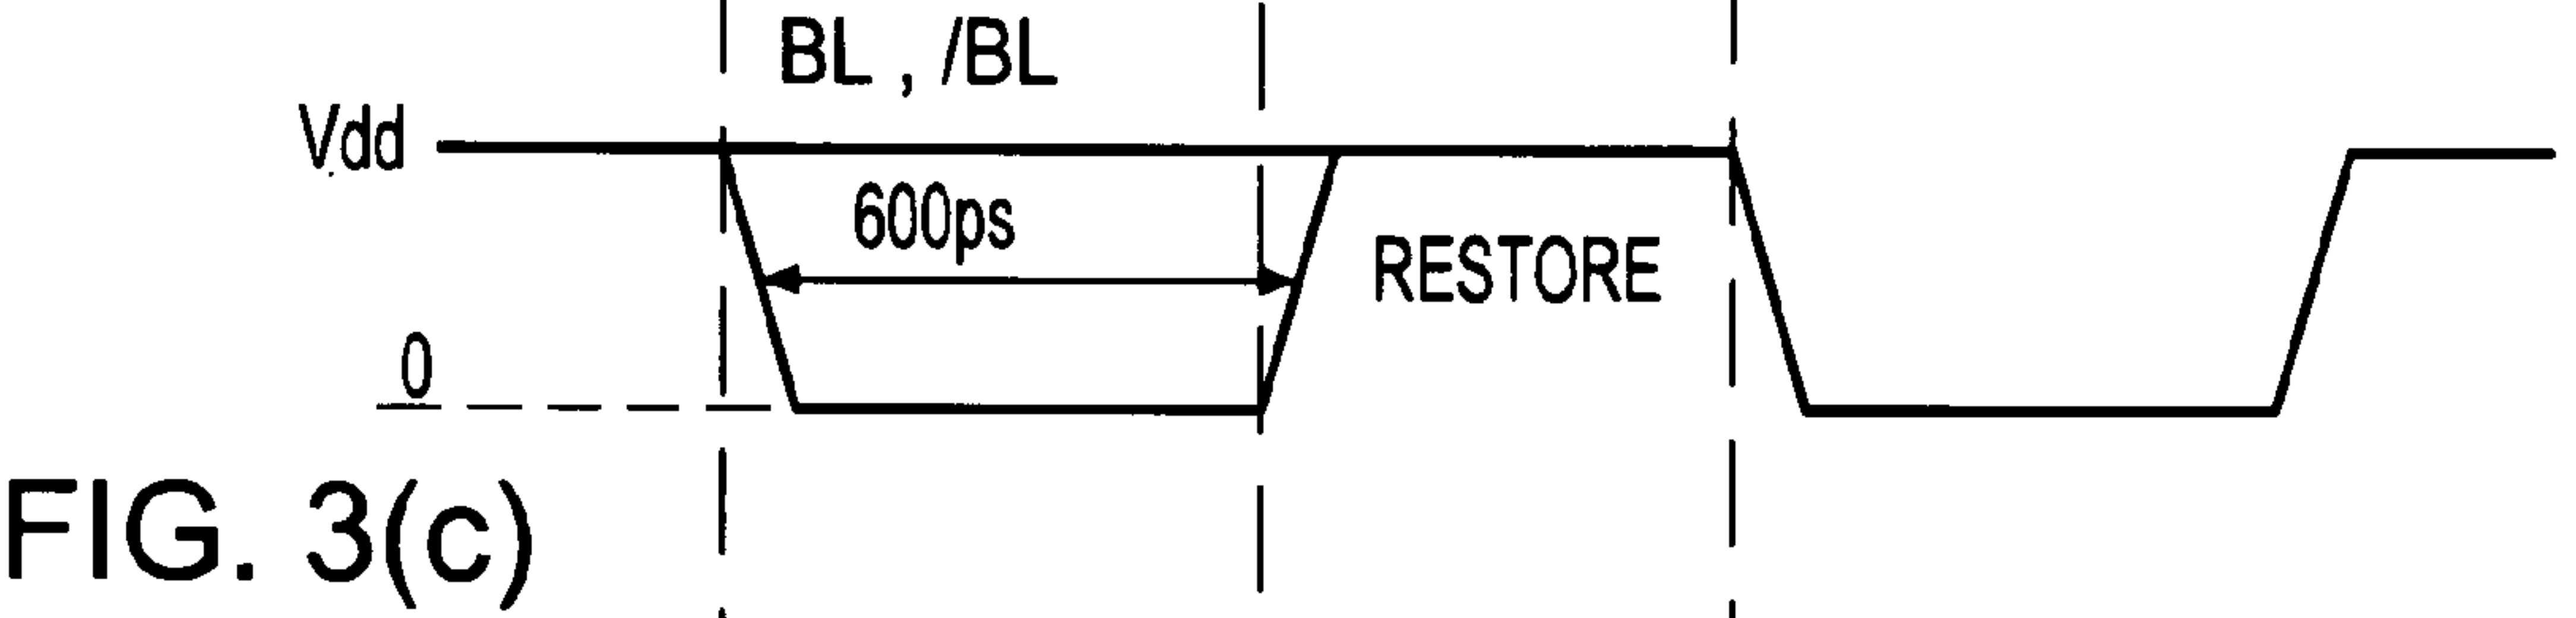 BL , /BL
Vdd
600ps
RESTORE
0
FIG. 3(c)